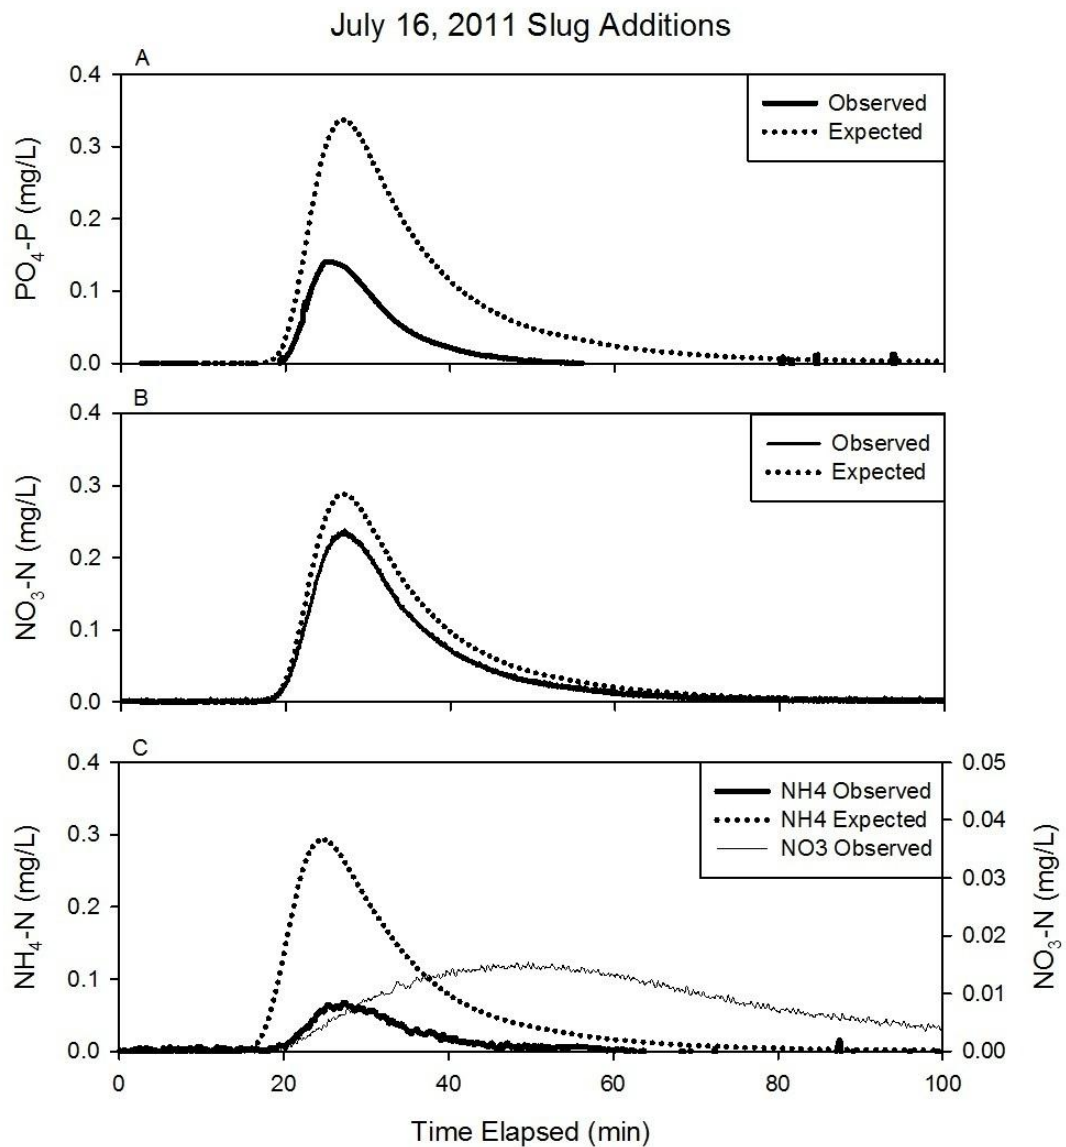 July 16, 2011 Slug Additions
A
0.4
0.3
0.2
0.1
0.0
PO₄-P (mg/L)
Observed
Expected
B
0.4
0.3
0.2
0.1
0.0
NO₃-N (mg/L)
Observed
Expected
C
0.4
0.3
0.2
0.1
0.0
NH₄-N (mg/L)
NH4 Observed
NH4 Expected
NO3 Observed
0.05
0.04
0.03
0.02
0.01
0.00
NO₃-N (mg/L)
0 20 40 60 80 100
Time Elapsed (min)